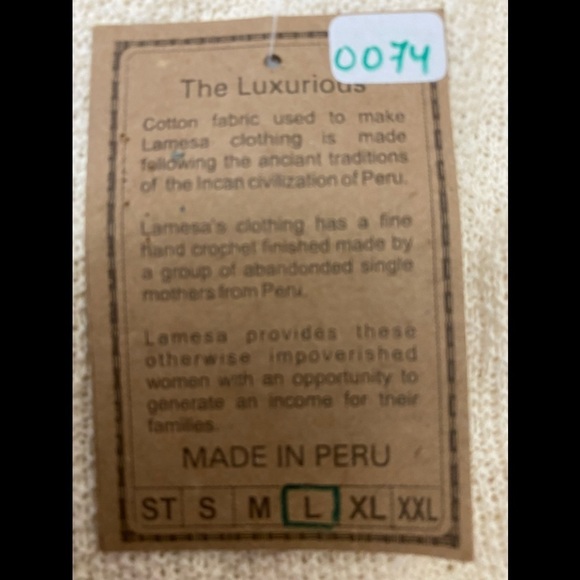 0074
The Luxurious
Cotton fabric used to make
Lamesa clothing is made
following the anciant traditions
of the Incan civilization of Peru.
Lamesa's clothing has a fine
hand crochet finished made by
a group of abandonded single
mothers from Peru.
Lamesa provides these
otherwise impoverished
women with an opportunity to
generate an income for their
families.
MADE IN PERU
ST S M L XL XXL